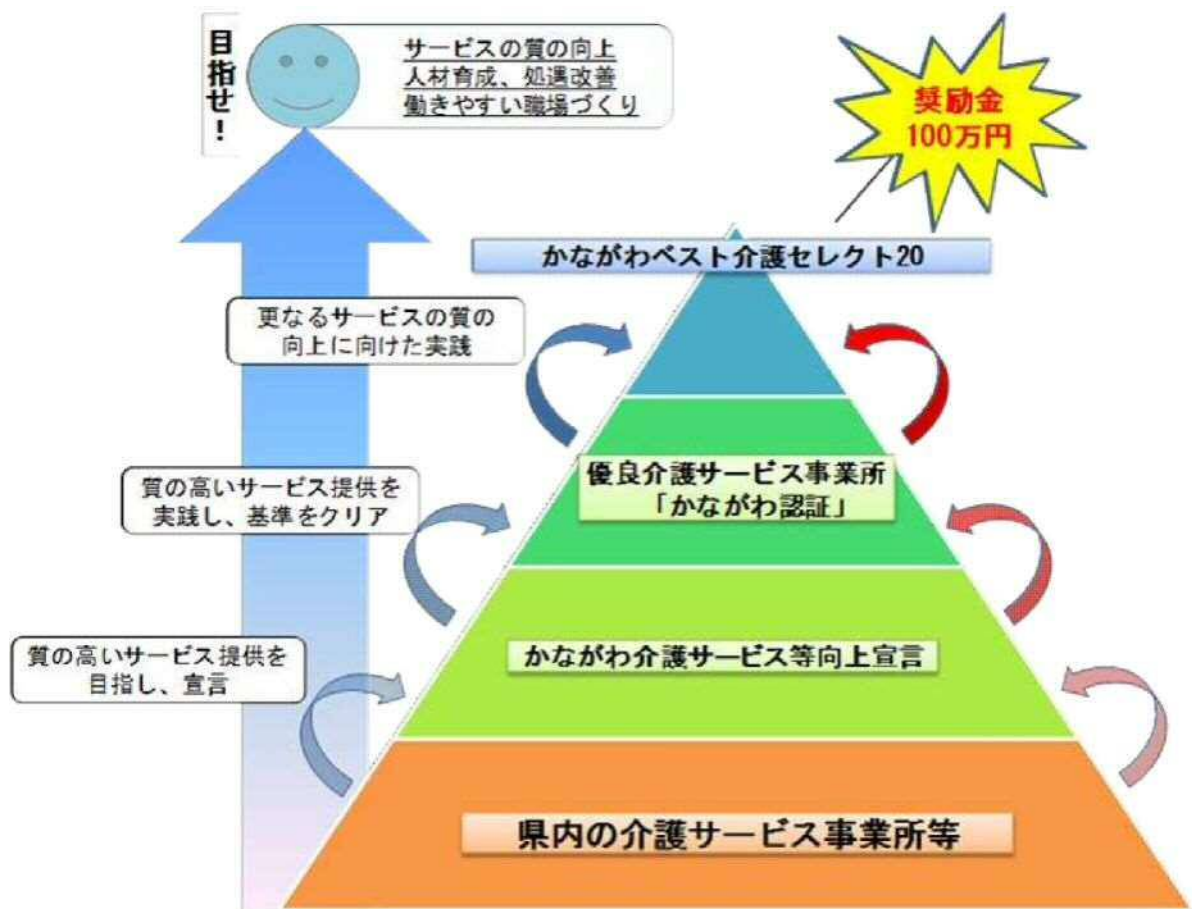 目指せ！
サービスの質の向上
人材育成、処遇改善
働きやすい職場づくり
奨励金
100万円
かながわベスト介護セレクト20
更なるサービスの質の
向上に向けた実践
優良介護サービス事業所
「かながわ認証」
質の高いサービス提供を
実践し、基準をクリア
かながわ介護サービス等向上宣言
質の高いサービス提供を
目指し、宣言
県内の介護サービス事業所等